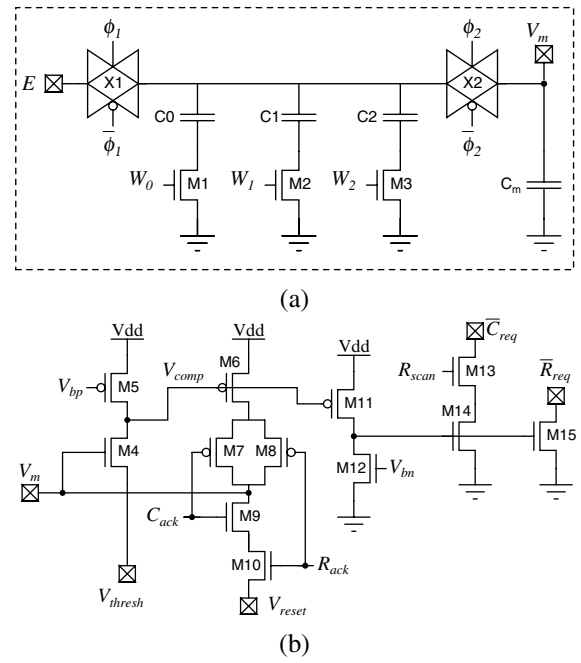 ϕ₁ ϕ₂ Vₘ
E X1 X2
C0 C1 C2
ϕ̅₁ ϕ̅₂
W₀ M1 W₁ M2 W₂ M3 Cₘ
(a)
Vdd Vdd C̅req
M6 Vdd
Vbp M5 Vcomp Rscan M13 R̅req
M11
M4 M7 M8 M14 M15
Vₘ M12 Vbn
Cack M9
M10 Rack
Vthresh Vreset
(b)